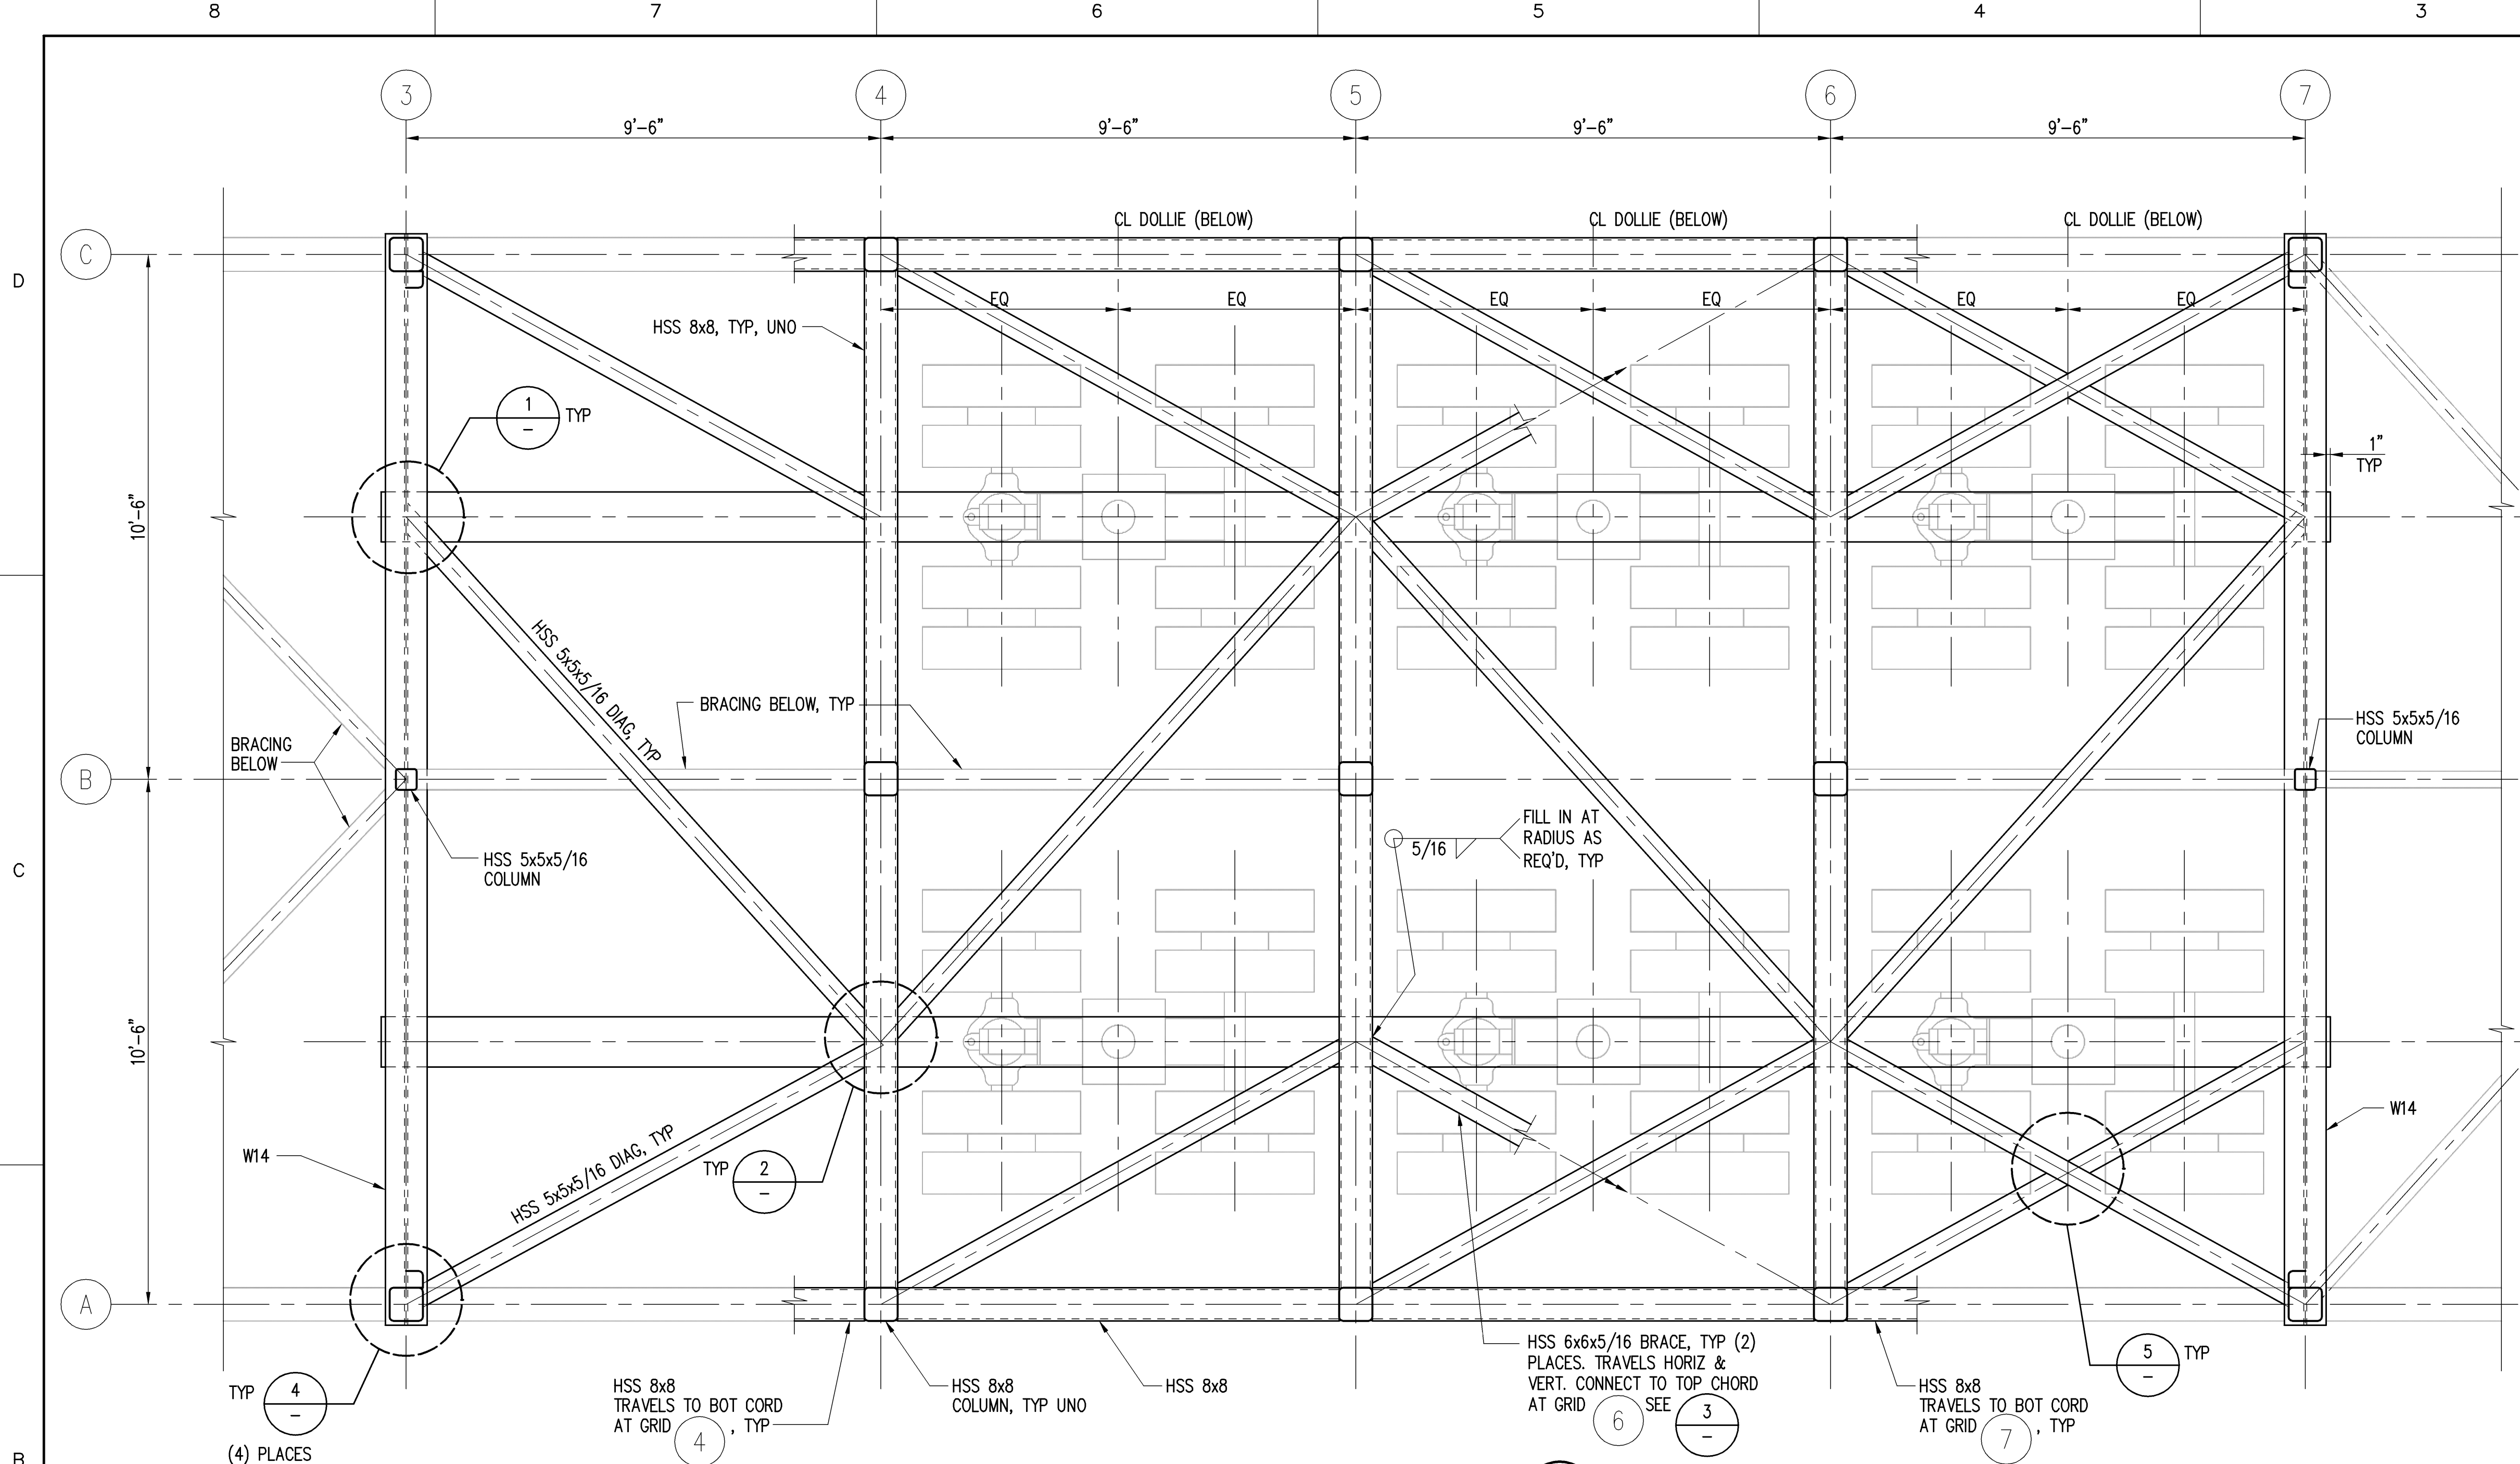 8 7 6 5 4 3
3 4 5 6 7
9'-6" 9'-6" 9'-6" 9'-6"
CL DOLLIE (BELOW) CL DOLLIE (BELOW) CL DOLLIE (BELOW)
C
D
EQ EQ EQ EQ EQ EQ
HSS 8x8, TYP, UNO
1
-
TYP
1"
TYP
10'-6"
HSS 5x5x5/16 DIAG, TYP
BRACING BELOW, TYP
BRACING
BELOW
HSS 5x5x5/16
COLUMN
B
FILL IN AT
RADIUS AS
REQ'D, TYP
5/16
HSS 5x5x5/16
COLUMN
C
10'-6"
W14
W14
HSS 5x5x5/16 DIAG, TYP
TYP
2
-
A
HSS 6x6x5/16 BRACE, TYP (2)
PLACES. TRAVELS HORIZ &
VERT. CONNECT TO TOP CHORD
AT GRID 6 SEE 3
-
5
-
TYP
TYP
4
-
(4) PLACES
HSS 8x8
TRAVELS TO BOT CORD
AT GRID 4 , TYP
HSS 8x8
COLUMN, TYP UNO
HSS 8x8
HSS 8x8
TRAVELS TO BOT CORD
AT GRID 7 , TYP
B